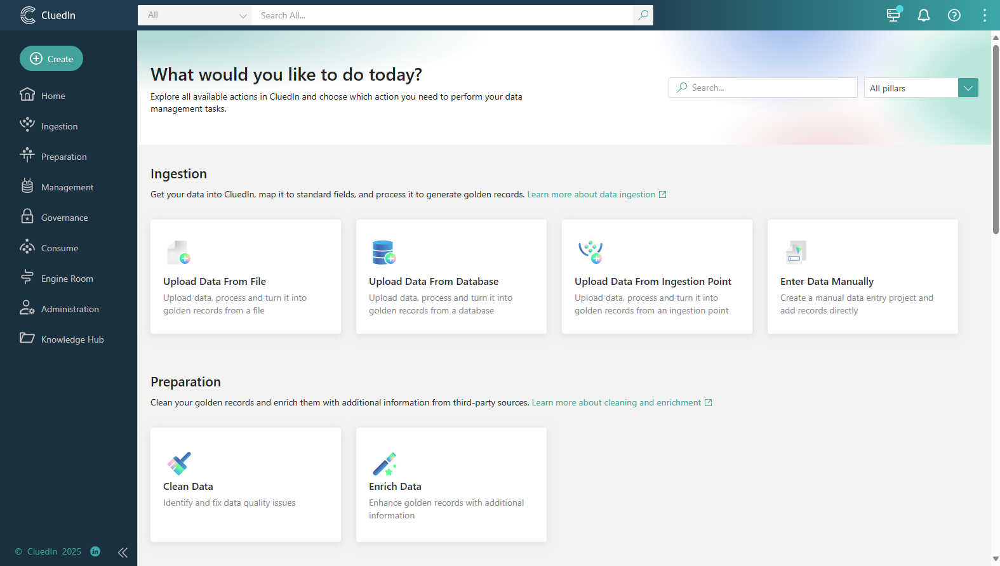 CluedIn
All
Search All...
Create
Home
Ingestion
Preparation
Management
Governance
Consume
Engine Room
Administration
Knowledge Hub
© CluedIn 2025
in
What would you like to do today?
Explore all available actions in CluedIn and choose which action you need to perform your data
management tasks.
Search...
All pillars
Ingestion
Get your data into CluedIn, map it to standard fields, and process it to generate golden records. Learn more about data ingestion
Upload Data From File
Upload data, process and turn it into
golden records from a file
Upload Data From Database
Upload data, process and turn it into
golden records from a database
Upload Data From Ingestion Point
Upload data, process and turn it into
golden records from an ingestion point
Enter Data Manually
Create a manual data entry project and
add records directly
Preparation
Clean your golden records and enrich them with additional information from third-party sources. Learn more about cleaning and enrichment
Clean Data
Identify and fix data quality issues
Enrich Data
Enhance golden records with additional
information